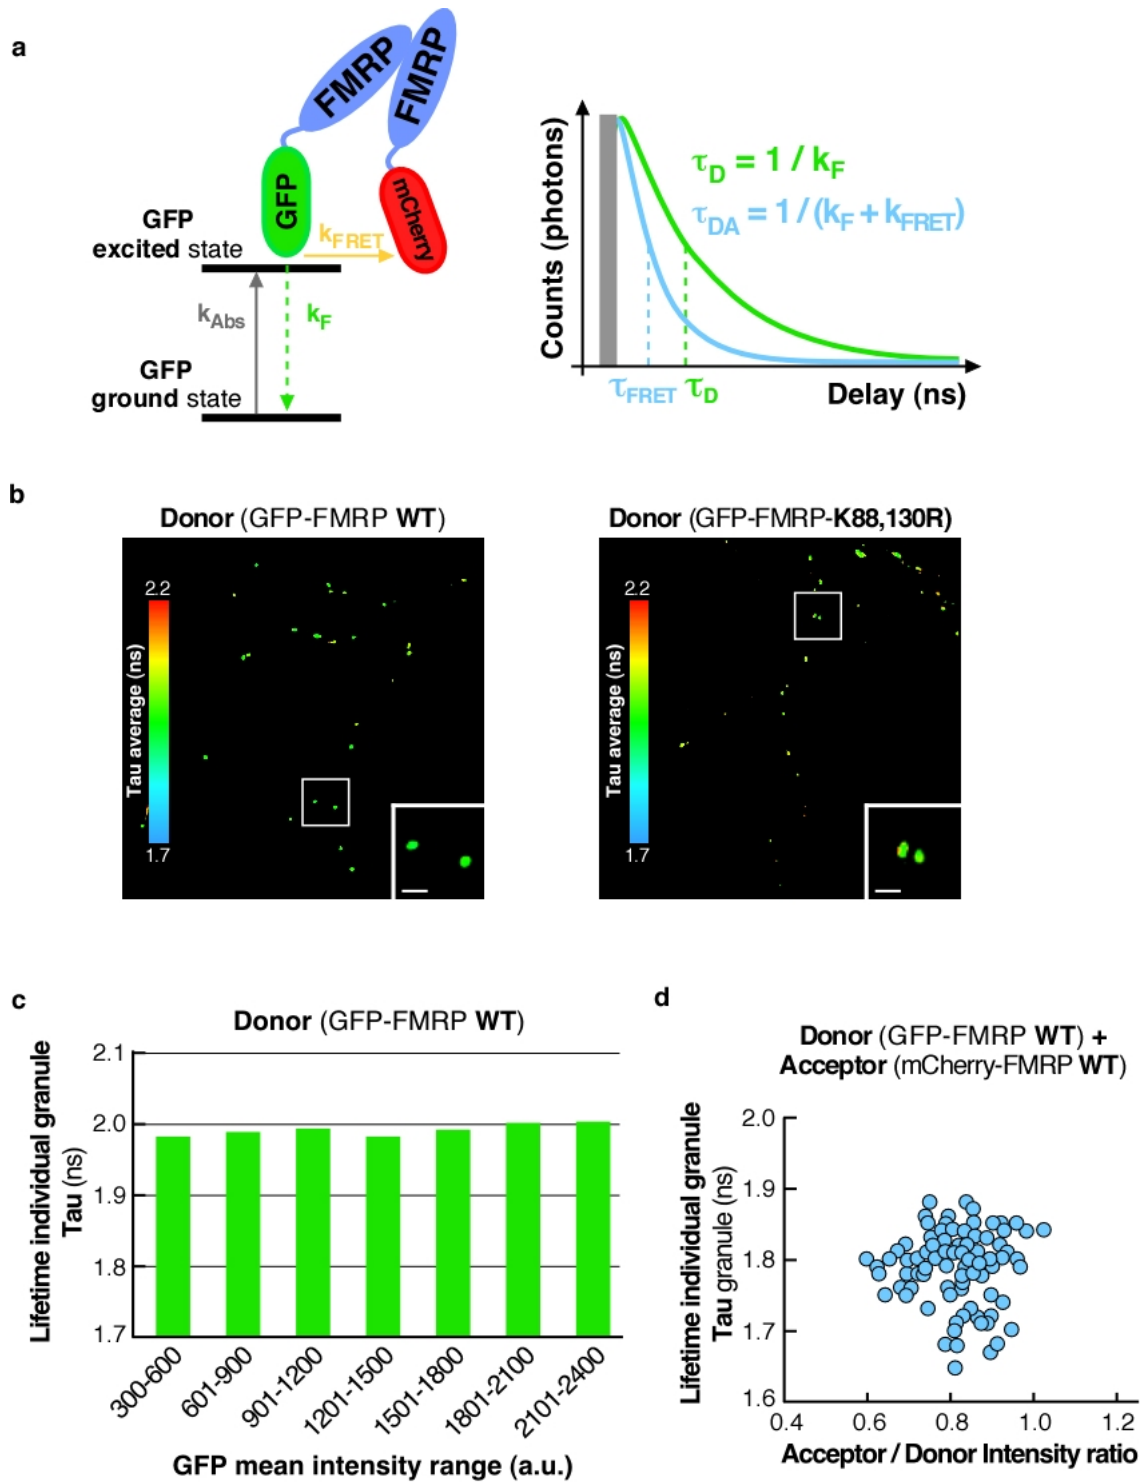 a
FMRP
FMRP
GFP
mCherry
GFP
excited state
kFRET
kAbs
kF
GFP
ground state
Counts (photons)
τD = 1 / kF
τDA = 1 / (kF + kFRET)
τFRET τD
Delay (ns)
b
Donor (GFP-FMRP WT)
2.2
Tau average (ns)
1.7
Donor (GFP-FMRP-K88,130R)
2.2
Tau average (ns)
1.7
c
Donor (GFP-FMRP WT)
Lifetime individual granule
Tau (ns)
2.1
2.0
1.9
1.8
1.7
300-600
601-900
901-1200
1201-1500
1501-1800
1801-2100
2101-2400
GFP mean intensity range (a.u.)
d
Donor (GFP-FMRP WT) +
Acceptor (mCherry-FMRP WT)
Lifetime individual granule
Tau granule (ns)
2.0
1.9
1.8
1.7
1.6
0.4 0.6 0.8 1.0 1.2
Acceptor / Donor Intensity ratio